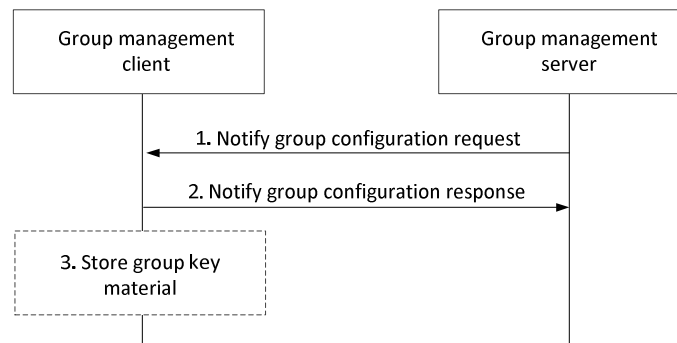 Group management
client
Group management
server
1. Notify group configuration request
2. Notify group configuration response
3. Store group key
material